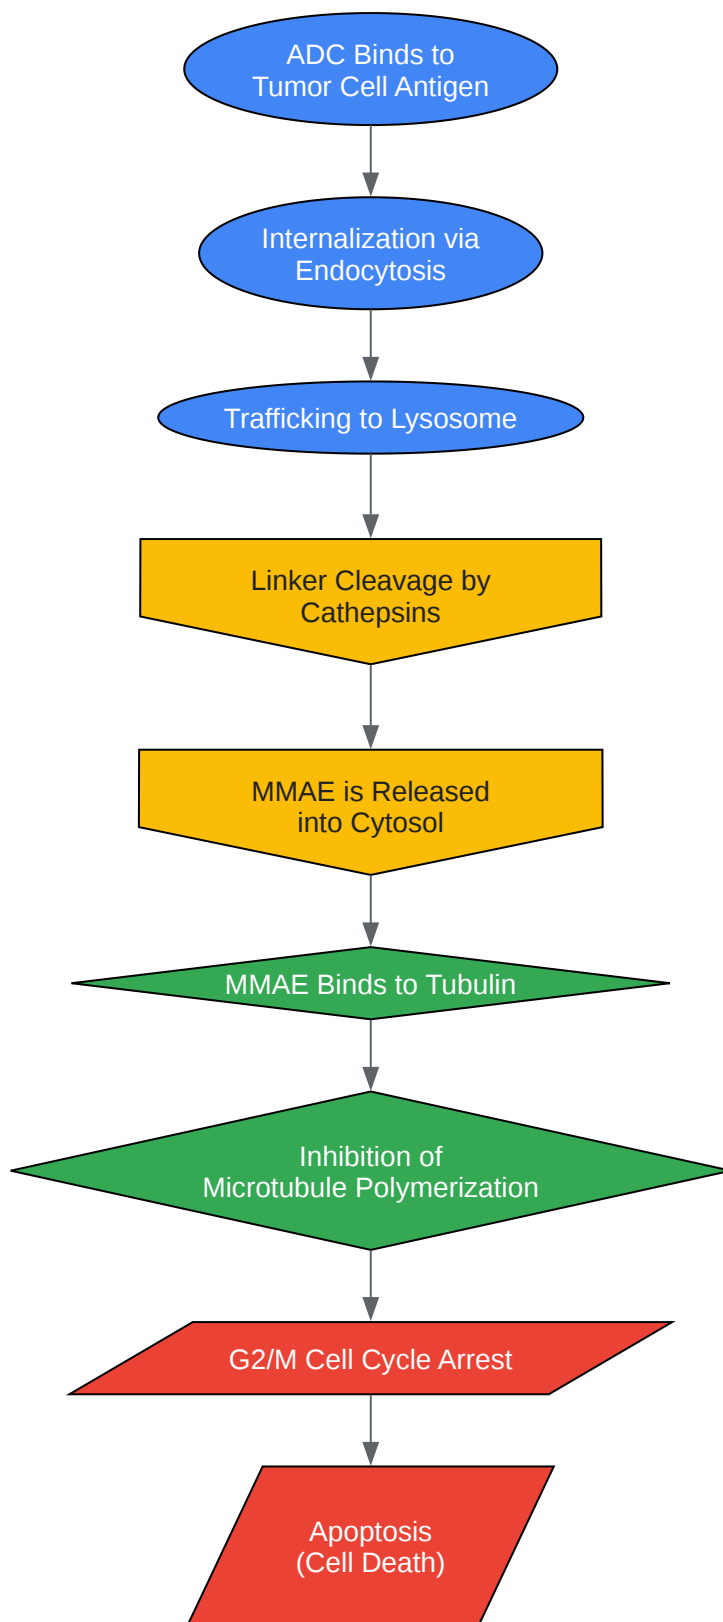 ADC Binds to
Tumor Cell Antigen
Internalization via
Endocytosis
Trafficking to Lysosome
Linker Cleavage by
Cathepsins
MMAE is Released
into Cytosol
MMAE Binds to Tubulin
Inhibition of
Microtubule Polymerization
G2/M Cell Cycle Arrest
Apoptosis
(Cell Death)